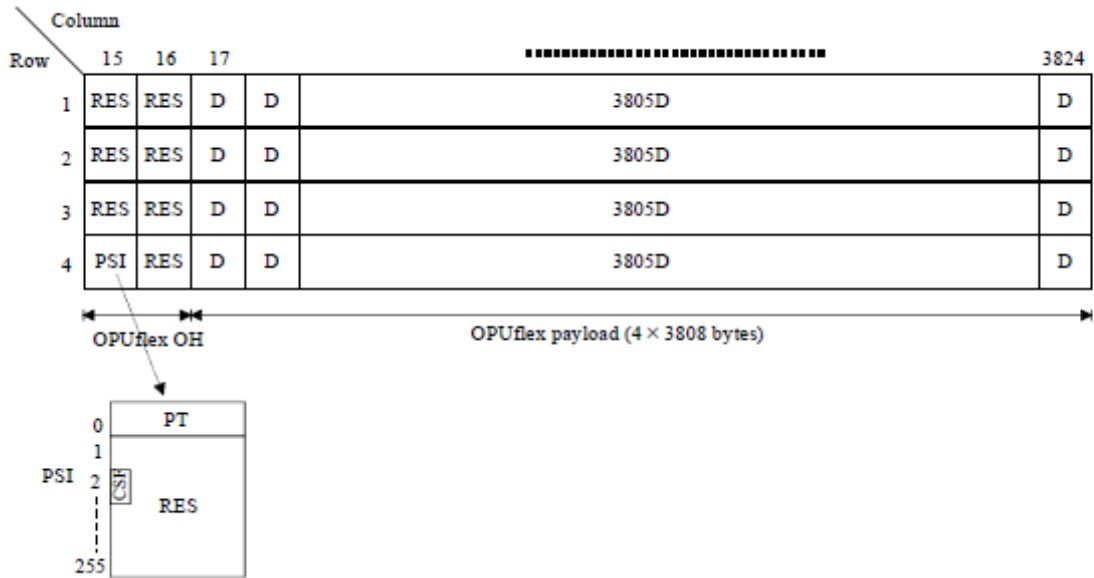 Column
Row 15 16 17 3824
1 RES RES D D 3805D D
2 RES RES D D 3805D D
3 RES RES D D 3805D D
4 PSI RES D D 3805D D
OPUflex OH OPUflex payload (4 × 3808 bytes)
0 PT
1
PSI 2 CSF
RES
255